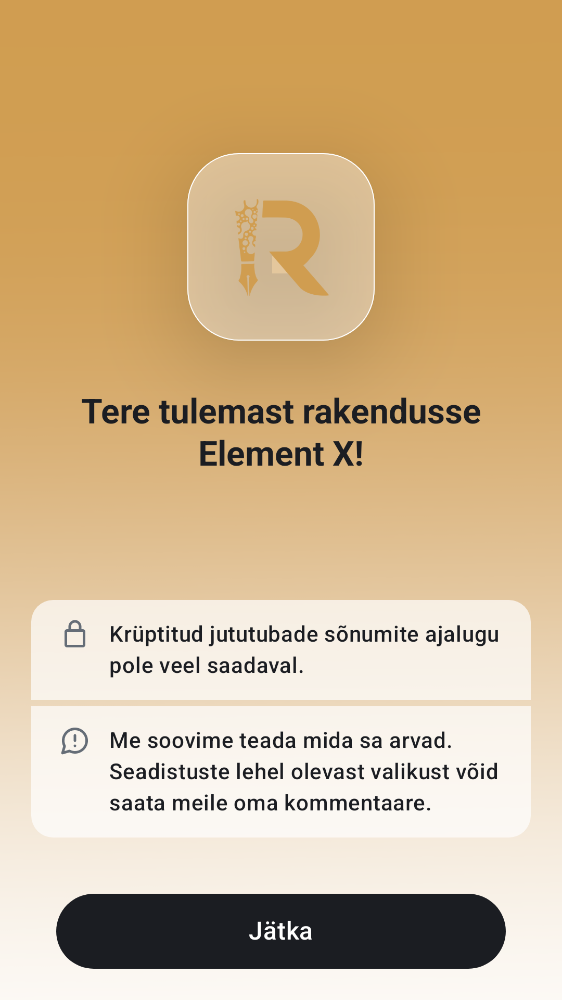 R
Tere tulemast rakendusse
Element X!
Krüptitud jututubade sõnumite ajalugu
pole veel saadaval.
Me soovime teada mida sa arvad.
Seadistuste lehel olevast valikust võid
saata meile oma kommentaare.
Jätka